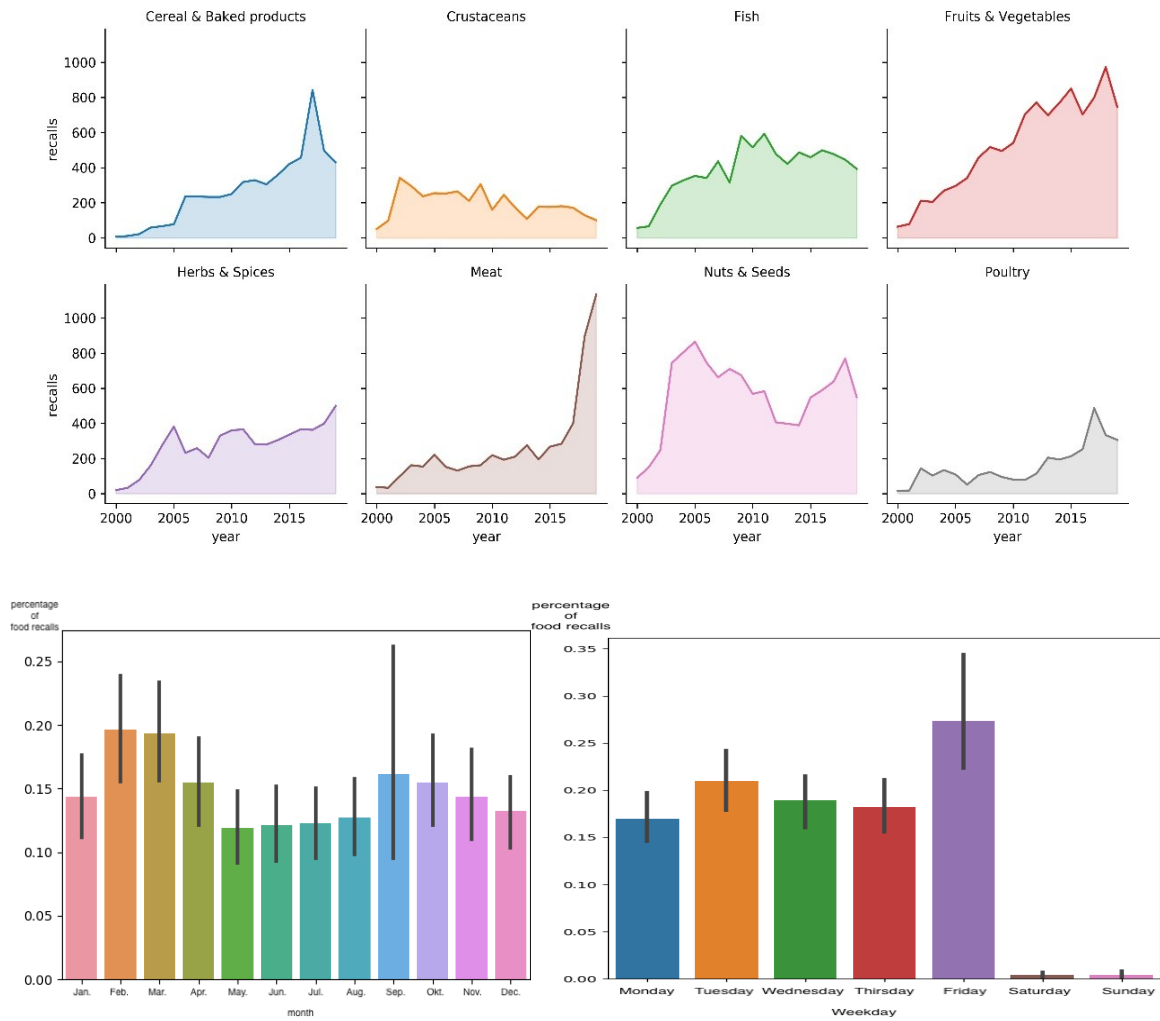 Cereal & Baked products
Crustaceans
Fish
Fruits & Vegetables
recalls
1000
800
600
400
200
0
Herbs & Spices
Meat
Nuts & Seeds
Poultry
recalls
1000
800
600
400
200
0
2000 2005 2010 2015
2000 2005 2010 2015
2000 2005 2010 2015
2000 2005 2010 2015
year
year
year
year
percentage
of
food recalls
0.25
0.20
0.15
0.10
0.05
0.00
Jan. Feb. Mar. Apr. May. Jun. Jul. Aug. Sep. Okt. Nov. Dec.
month
percentage
of
food recalls
0.35
0.30
0.25
0.20
0.15
0.10
0.05
0.00
Monday Tuesday Wednesday Thirsday Friday Saturday Sunday
Weekday